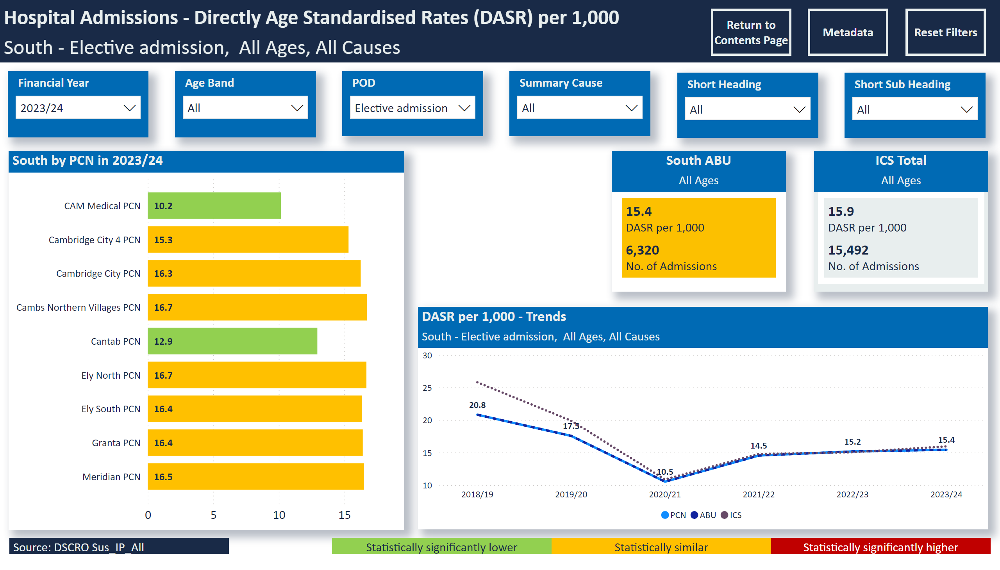 Hospital Admissions - Directly Age Standardised Rates (DASR) per 1,000
South - Elective admission,  All Ages, All Causes
Return to
Contents Page
Metadata
Reset Filters
Financial Year
2023/24
Age Band
All
POD
Elective admission
Summary Cause
All
Short Heading
All
Short Sub Heading
All
South by PCN in 2023/24
CAM Medical PCN 10.2
Cambridge City 4 PCN 15.3
Cambridge City PCN 16.3
Cambs Northern Villages PCN 16.7
Cantab PCN 12.9
Ely North PCN 16.7
Ely South PCN 16.4
Granta PCN 16.4
Meridian PCN 16.5
0 5 10 15
South ABU
All Ages
15.4
DASR per 1,000
6,320
No. of Admissions
ICS Total
All Ages
15.9
DASR per 1,000
15,492
No. of Admissions
DASR per 1,000 - Trends
South - Elective admission,  All Ages, All Causes
30
25
20
15
10
20.8
17.5
10.5
14.5
15.2
15.4
2018/19 2019/20 2020/21 2021/22 2022/23 2023/24
PCN ABU ICS
Source: DSCRO Sus_IP_All
Statistically significantly lower
Statistically similar
Statistically significantly higher